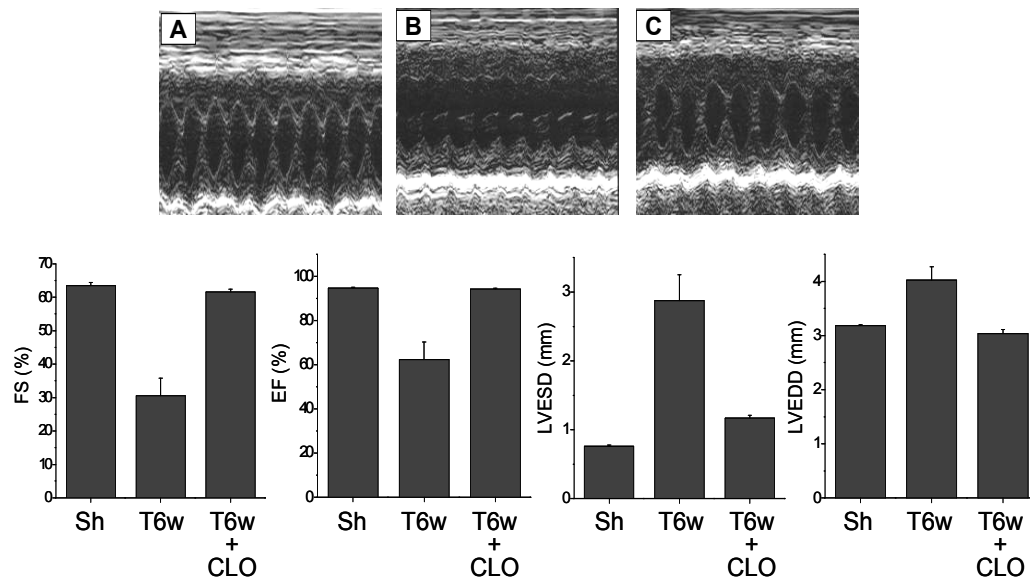 A
B
C
FS (%)
70
60
50
40
30
20
10
0
Sh
T6w
T6w
+
CLO
EF (%)
100
80
60
40
20
0
Sh
T6w
T6w
+
CLO
LVESD (mm)
3
2
1
0
Sh
T6w
T6w
+
CLO
LVEDD (mm)
4
3
2
1
0
Sh
T6w
T6w
+
CLO